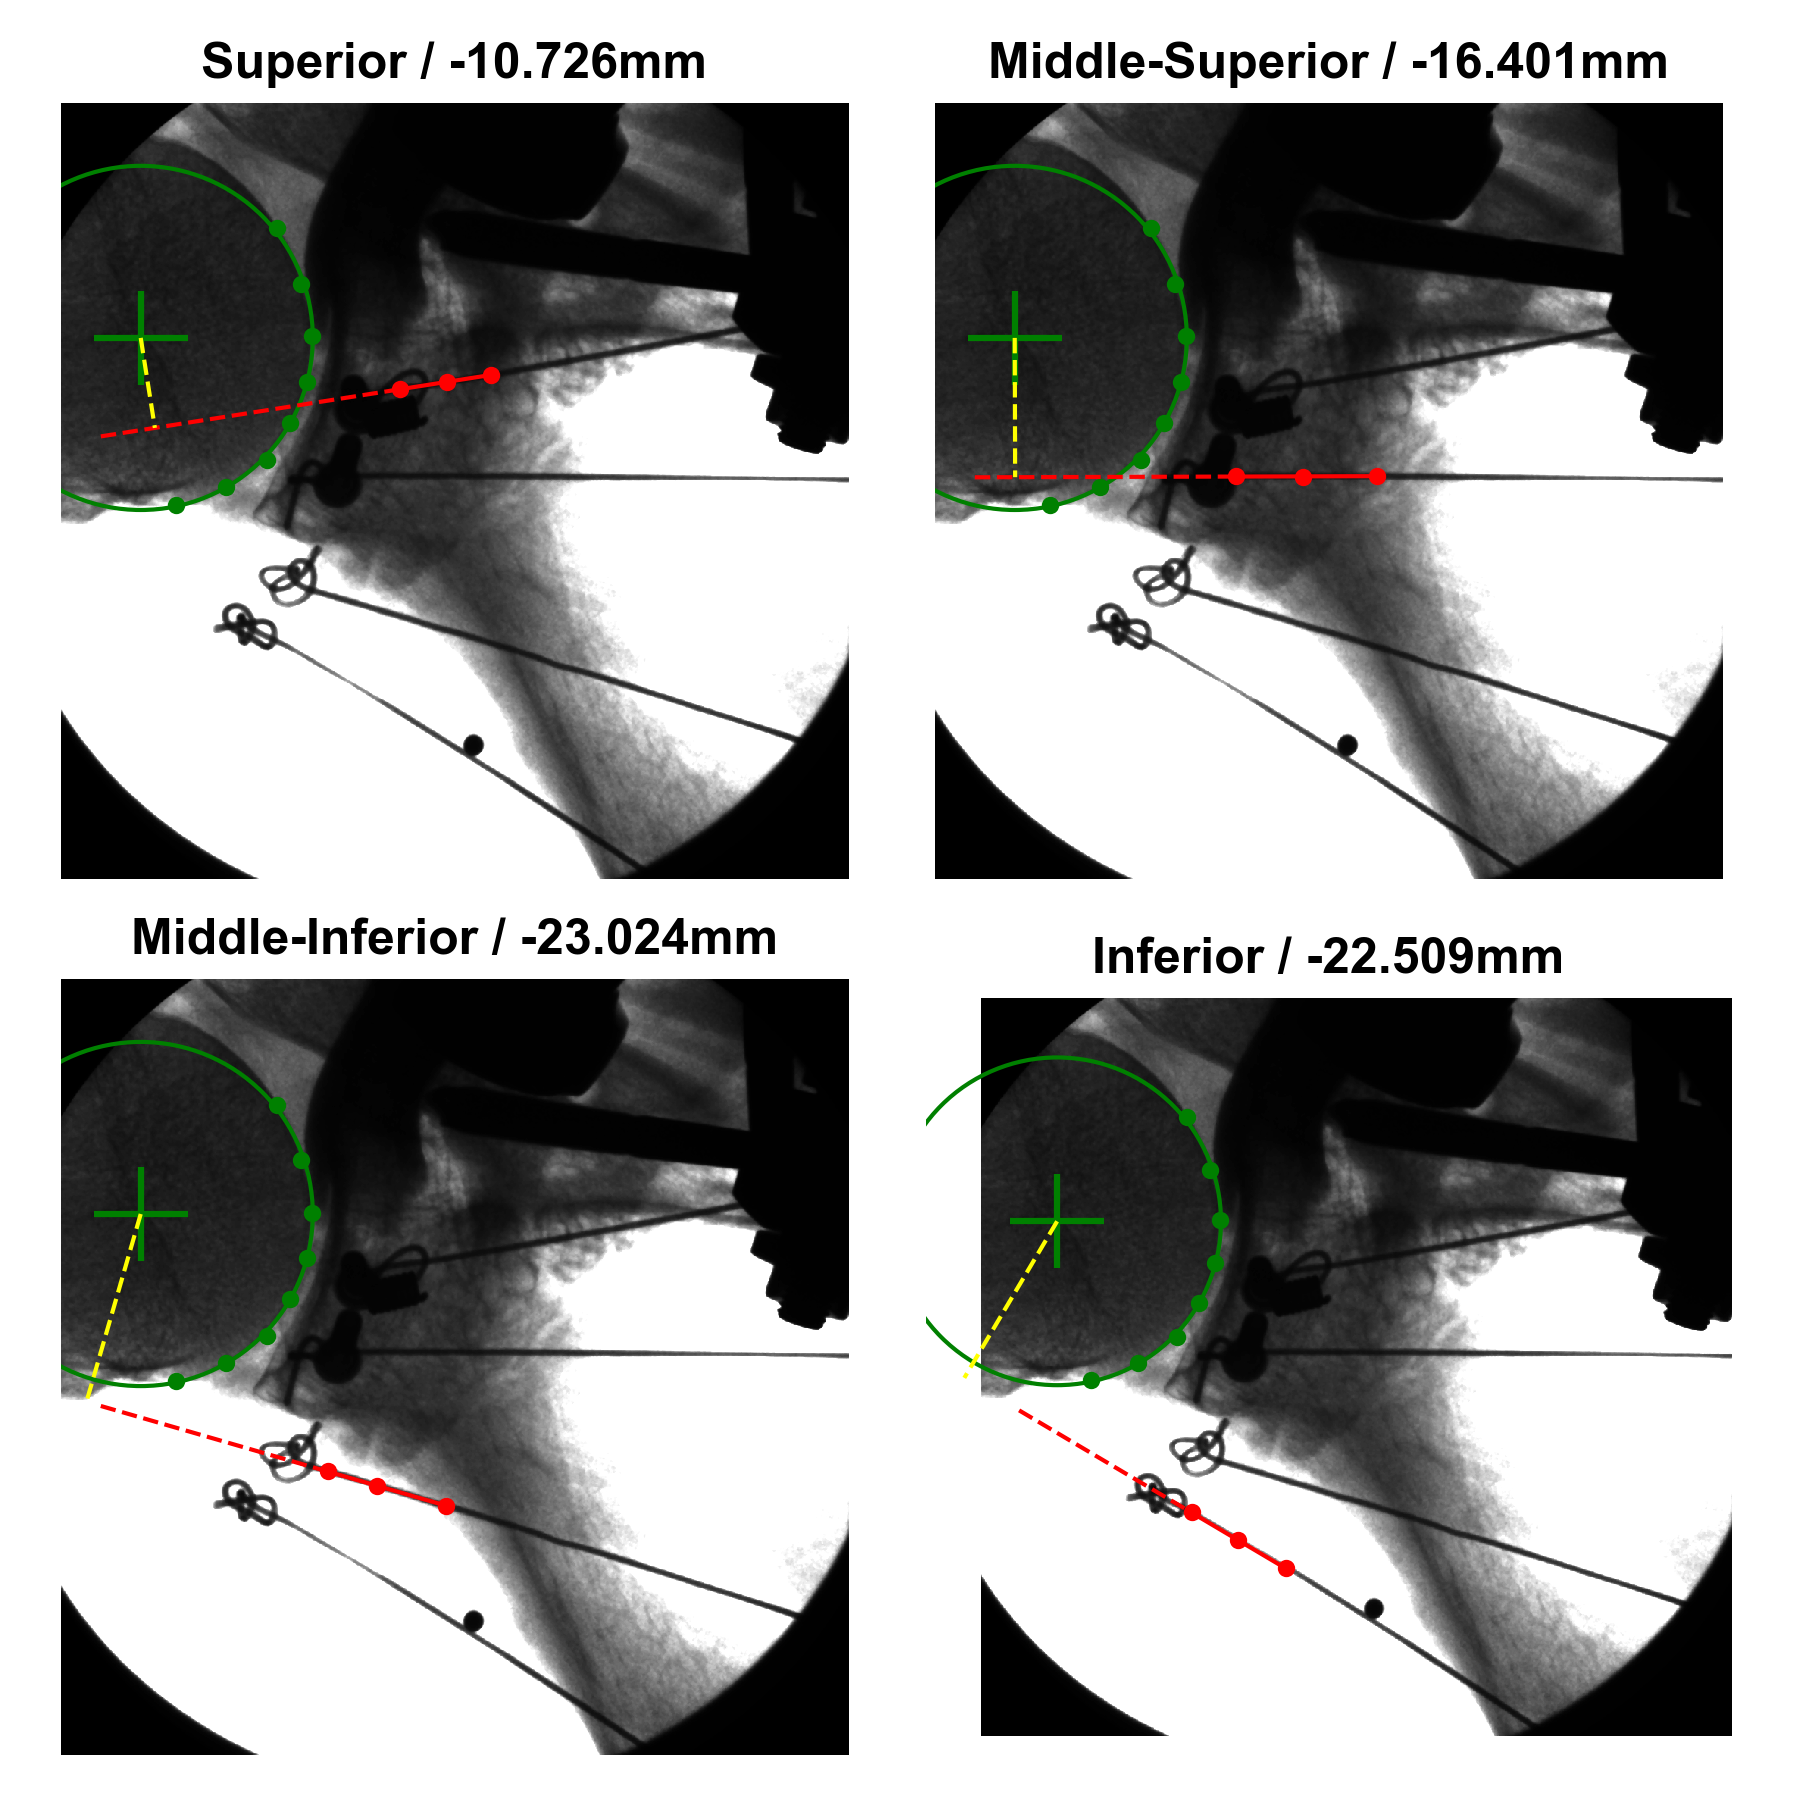 Superior / -10.726mm
Middle-Superior / -16.401mm
Middle-Inferior / -23.024mm
Inferior / -22.509mm